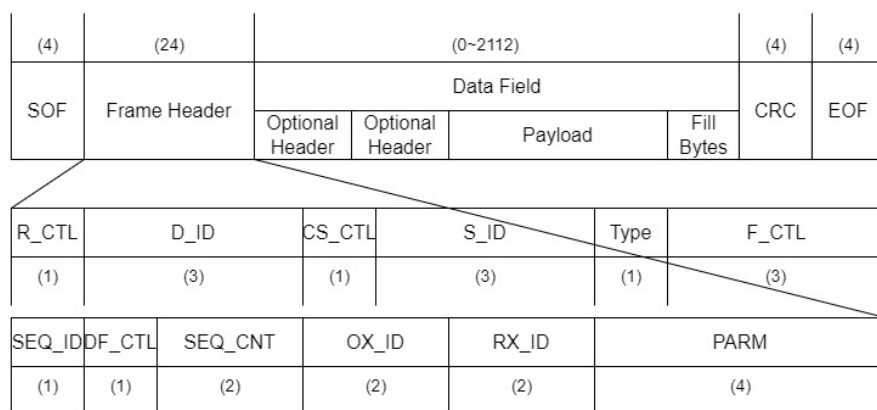 (4) (24) (0~2112) (4) (4)
SOF Frame Header Data Field CRC EOF
Optional Header Optional Header Payload Fill Bytes
R_CTL D_ID CS_CTL S_ID Type F_CTL
(1) (3) (1) (3) (1) (3)
SEQ_ID DF_CTL SEQ_CNT OX_ID RX_ID PARM
(1) (1) (2) (2) (2) (4)